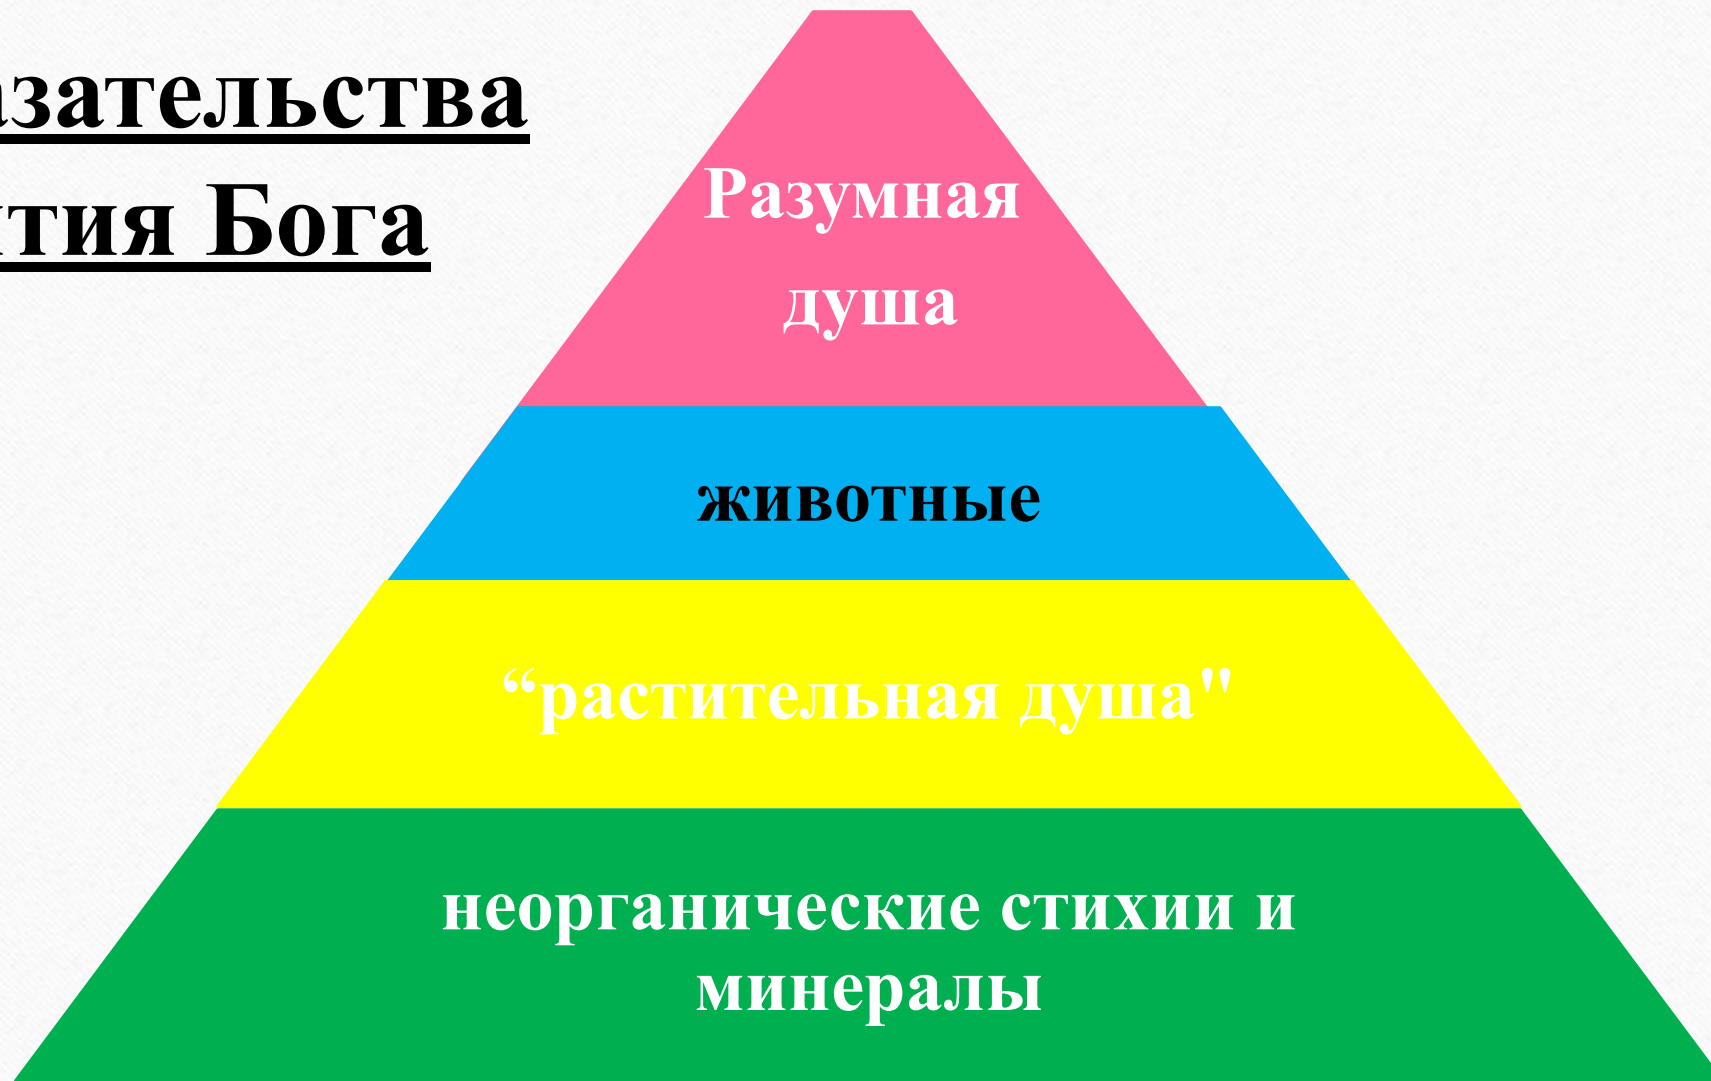 азательства
тия Бога
Разумная
душа
животные
“растительная душа"
неорганические стихии и
минералы